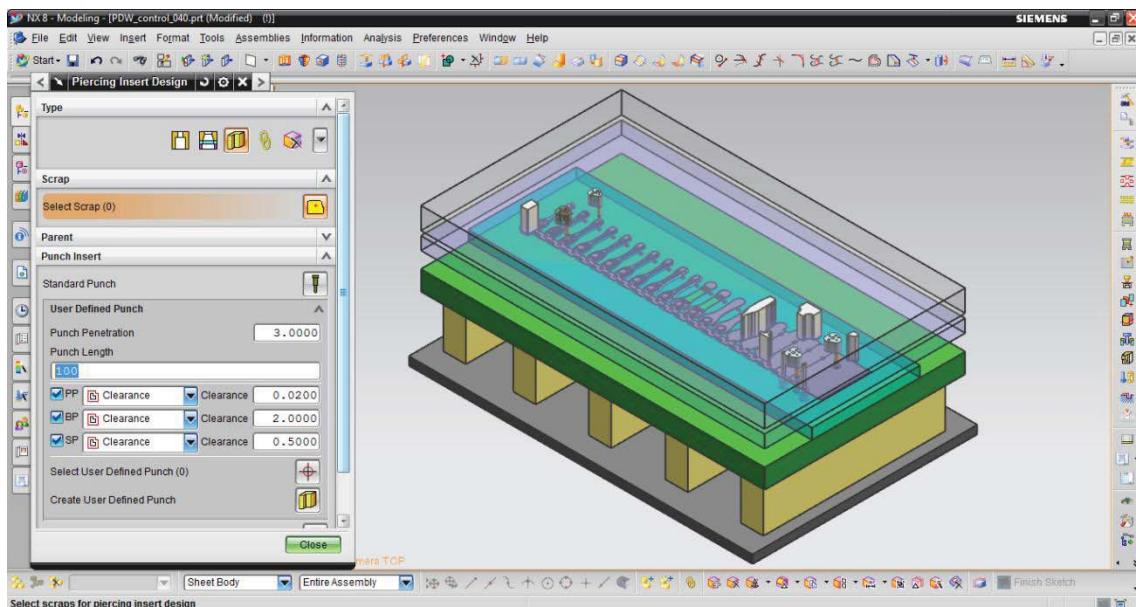 NX 8 - Modeling - [PDW_control_040.prt (Modified) (!)]
SIEMENS
File Edit View Insert Format Tools Assemblies Information Analysis Preferences Window Help
Start
Piercing Insert Design
Type
Scrap
Select Scrap (0)
Parent
Punch Insert
Standard Punch
User Defined Punch
Punch Penetration 3.0000
Punch Length
100
PP Clearance Clearance 0.0200
BP Clearance Clearance 2.0000
SP Clearance Clearance 0.5000
Select User Defined Punch (0)
Create User Defined Punch
Close
mera TOP
Sheet Body Entire Assembly Finish Sketch
Select scraps for piercing insert design